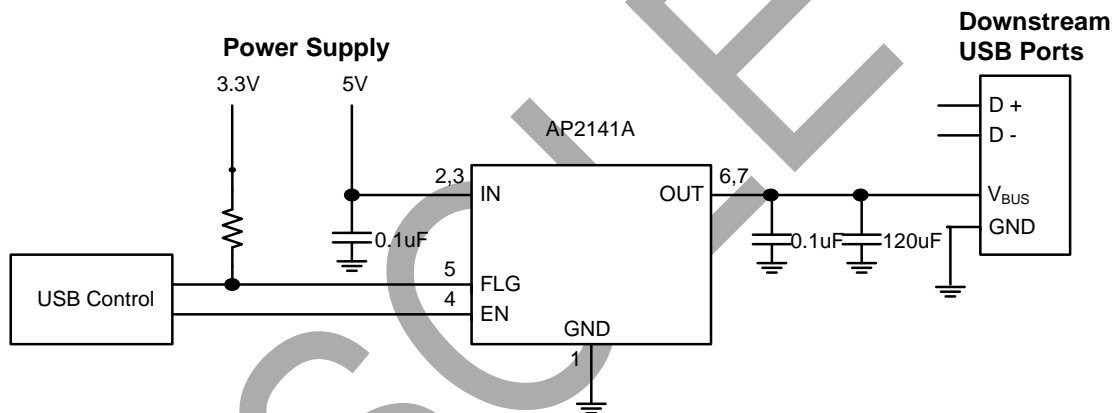 Downstream
USB Ports
Power Supply
3.3V
5V
D +
D -
AP2141A
2,3
IN
OUT
6,7
VBUS
GND
0.1uF
0.1uF
120uF
USB Control
5
FLG
4
EN
GND
1